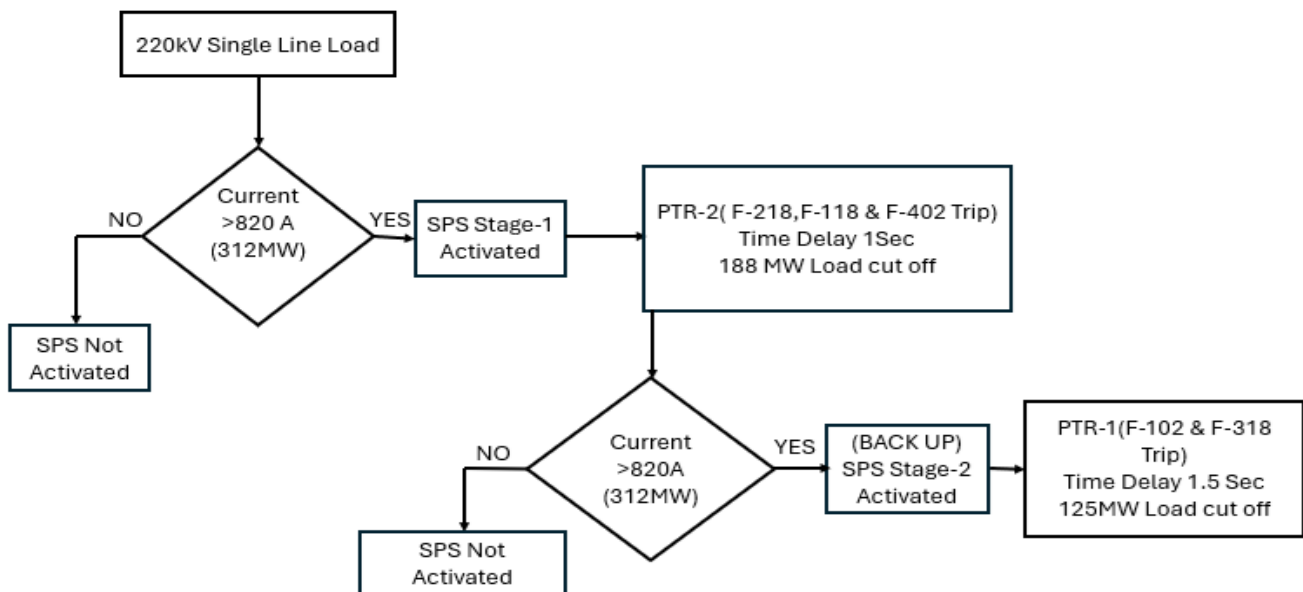 220kV Single Line Load
Current
>820 A
(312MW)
NO
YES
SPS Stage-1
Activated
PTR-2( F-218,F-118 & F-402 Trip)
Time Delay 1Sec
188 MW Load cut off
SPS Not
Activated
Current
>820A
(312MW)
NO
YES
(BACK UP)
SPS Stage-2
Activated
PTR-1(F-102 & F-318
Trip)
Time Delay 1.5 Sec
125MW Load cut off
SPS Not
Activated